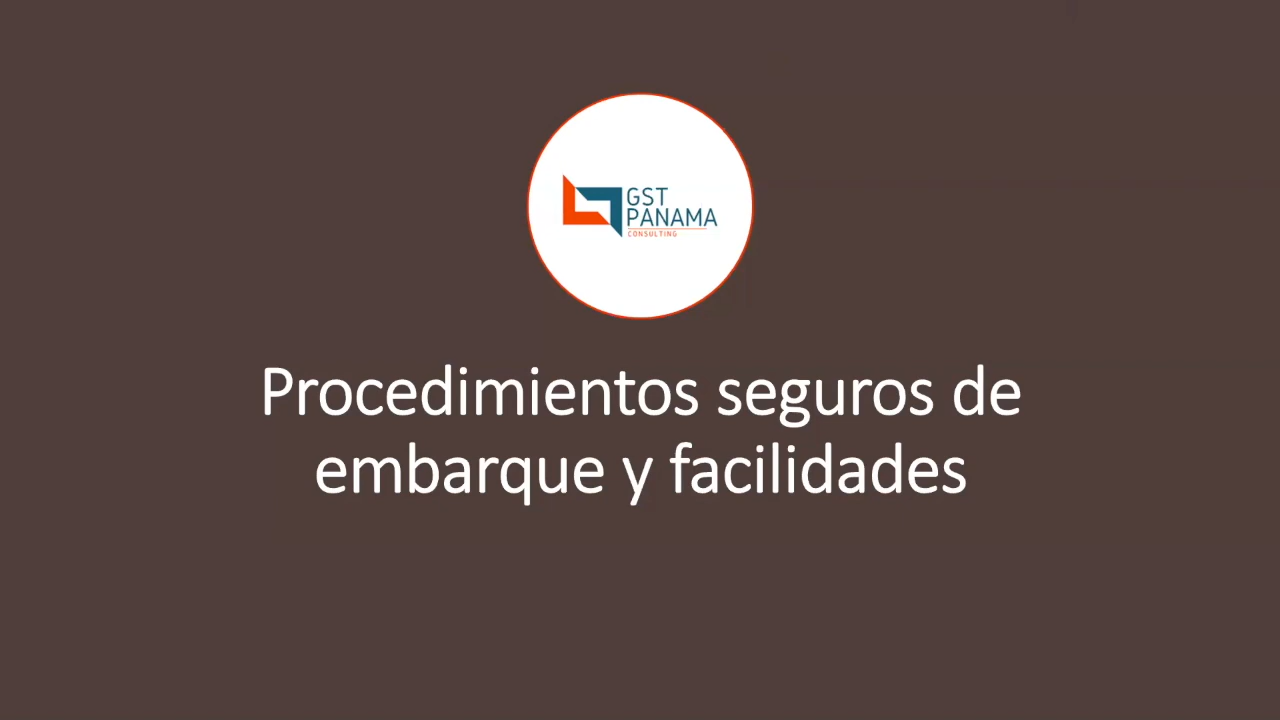 GST
PANAMA
CONSULTING
Procedimientos seguros de
embarque y facilidades